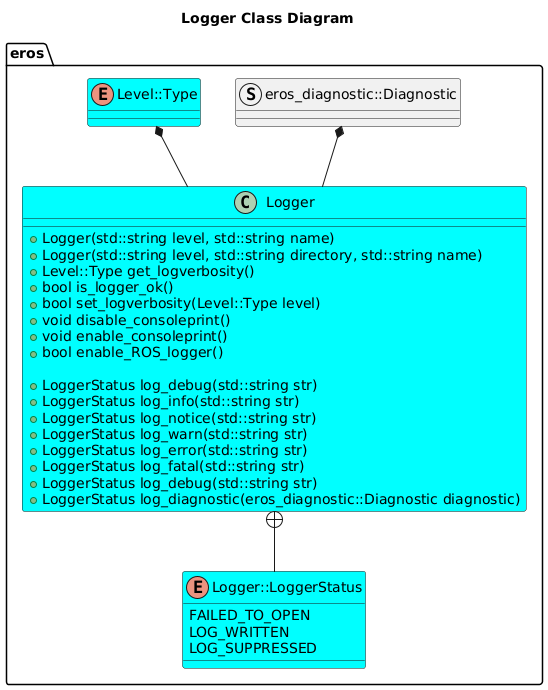 Logger Class Diagram
eros
E Level::Type
S eros_diagnostic::Diagnostic
C Logger
Logger(std::string level, std::string name)
Logger(std::string level, std::string directory, std::string name)
Level::Type get_logverbosity()
bool is_logger_ok()
bool set_logverbosity(Level::Type level)
void disable_consoleprint()
void enable_consoleprint()
bool enable_ROS_logger()
LoggerStatus log_debug(std::string str)
LoggerStatus log_info(std::string str)
LoggerStatus log_notice(std::string str)
LoggerStatus log_warn(std::string str)
LoggerStatus log_error(std::string str)
LoggerStatus log_fatal(std::string str)
LoggerStatus log_debug(std::string str)
LoggerStatus log_diagnostic(eros_diagnostic::Diagnostic diagnostic)
E Logger::LoggerStatus
FAILED_TO_OPEN
LOG_WRITTEN
LOG_SUPPRESSED